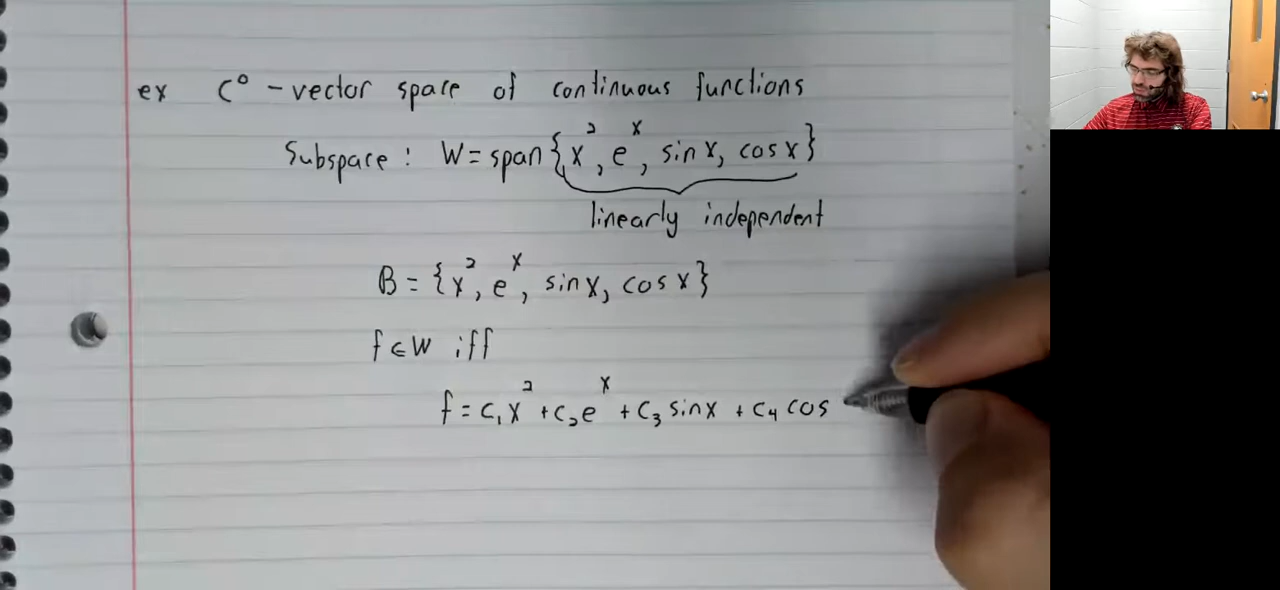 ex C⁰ - vector space of continuous functions
Subspace: W = span{x², eˣ, sin x, cos x}
linearly independent
B = {x², eˣ, sin x, cos x}
f ∈ W iff
f = c₁x² + c₂eˣ + c₃ sin x + c₄ cos